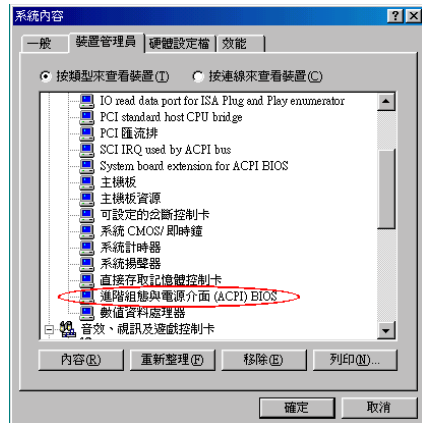 系統內容
一般 裝置管理員 硬體設定檔 效能
按類型來查看裝置(T) 按連線來查看裝置(C)
IO read data port for ISA Plug and Play enumerator
PCI standard host CPU bridge
PCI 匯流排
SCI IRQ used by ACPI bus
System board extension for ACPI BIOS
主機板
主機板資源
可設定的岔斷控制卡
系統 CMOS/即時鐘
系統計時器
系統揚聲器
直接存取記憶體控制卡
進階組態與電源介面 (ACPI) BIOS
數值資料處理器
音效、視訊及遊戲控制卡
內容(R) 重新整理(F) 移除(E) 列印(N)...
確定 取消